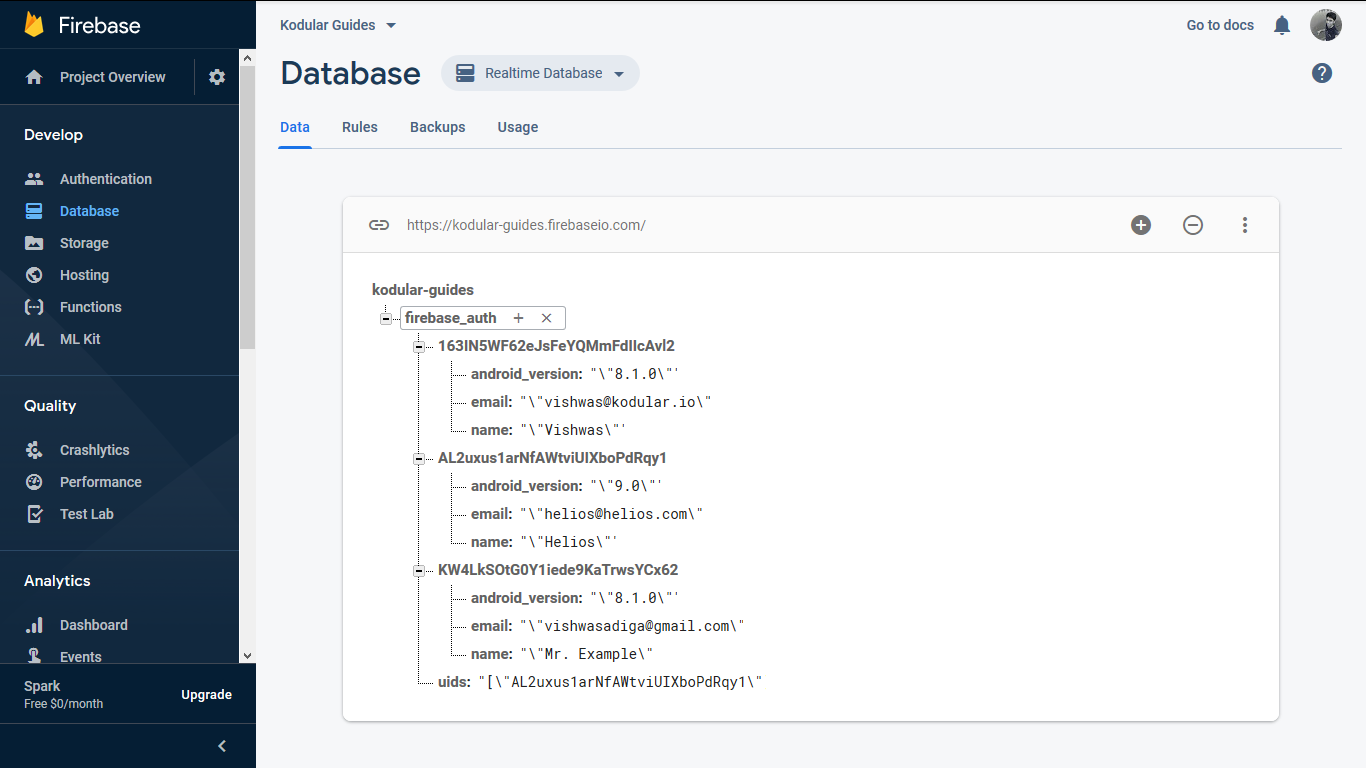 Firebase
Project Overview
Develop
Authentication
Database
Storage
Hosting
Functions
ML Kit
Quality
Crashlytics
Performance
Test Lab
Analytics
Dashboard
Events
Spark
Free $0/month
Upgrade
Kodular Guides
Go to docs
Database
Realtime Database
Data Rules Backups Usage
https://kodular-guides.firebaseio.com/
kodular-guides
firebase_auth
163IN5WF62eJsFeYQMmFdIIcAvl2
android_version: "\"8.1.0\"'
email: "\"vishwas@kodular.io\"
name: "\"Vishwas\"'
AL2uxus1arNfAWtviUIXboPdRqy1
android_version: "\"9.0\"'
email: "\"helios@helios.com\"
name: "\"Helios\"'
KW4LkSOtG0Y1iede9KaTrwsYCx62
android_version: "\"8.1.0\"'
email: "\"vishwasadiga@gmail.com\"
name: "\"Mr. Example\"
uids: "[\"AL2uxus1arNfAWtviUIXboPdRqy1\"